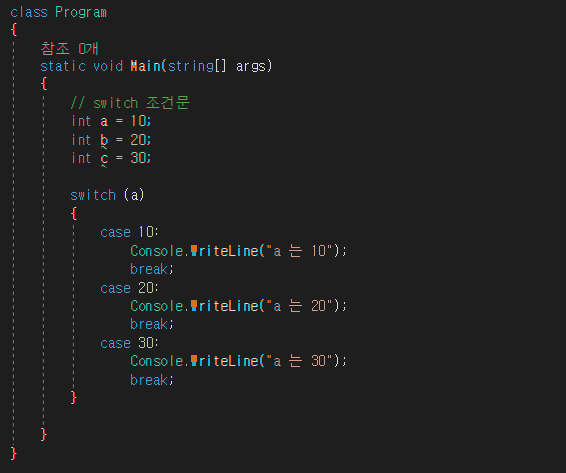 class Program
{
    참조 0개
    static void Main(string[] args)
    {
        // switch 조건문
        int a = 10;
        int b = 20;
        int c = 30;

        switch (a)
        {
            case 10:
                Console.WriteLine("a 는 10");
                break;
            case 20:
                Console.WriteLine("a 는 20");
                break;
            case 30:
                Console.WriteLine("a 는 30");
                break;
        }

    }
}